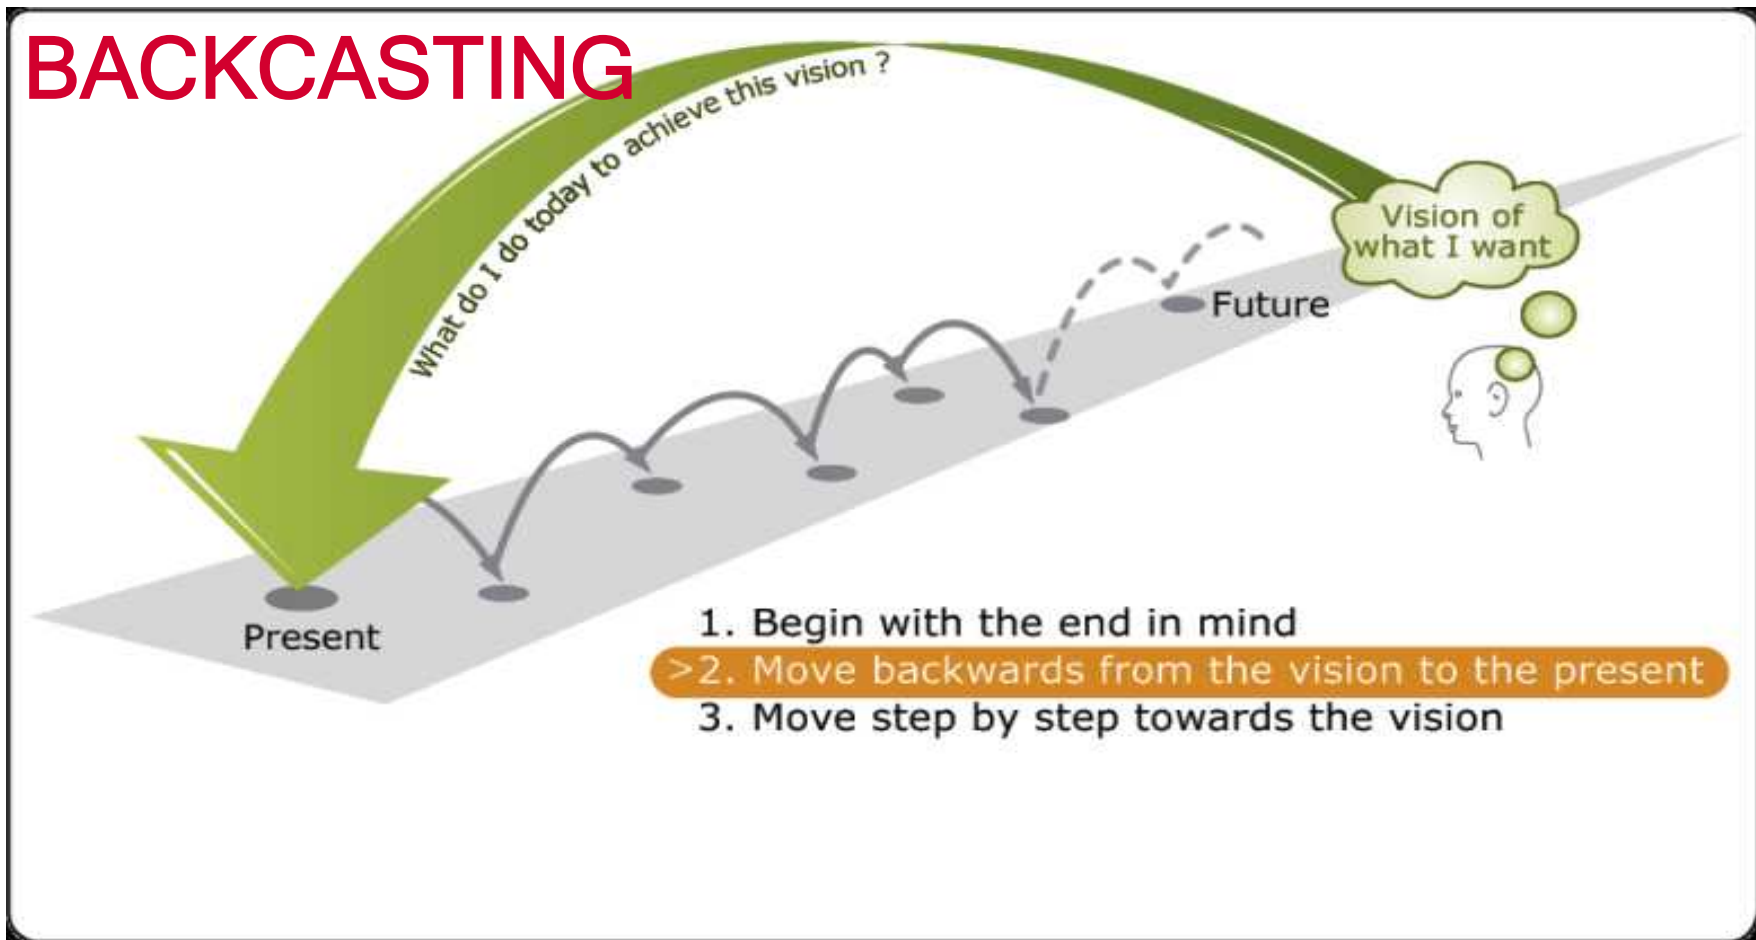 BACKCASTING
What do I do today to achieve this vision ?
Vision of
what I want
Future
Present
1. Begin with the end in mind
>2. Move backwards from the vision to the present
3. Move step by step towards the vision